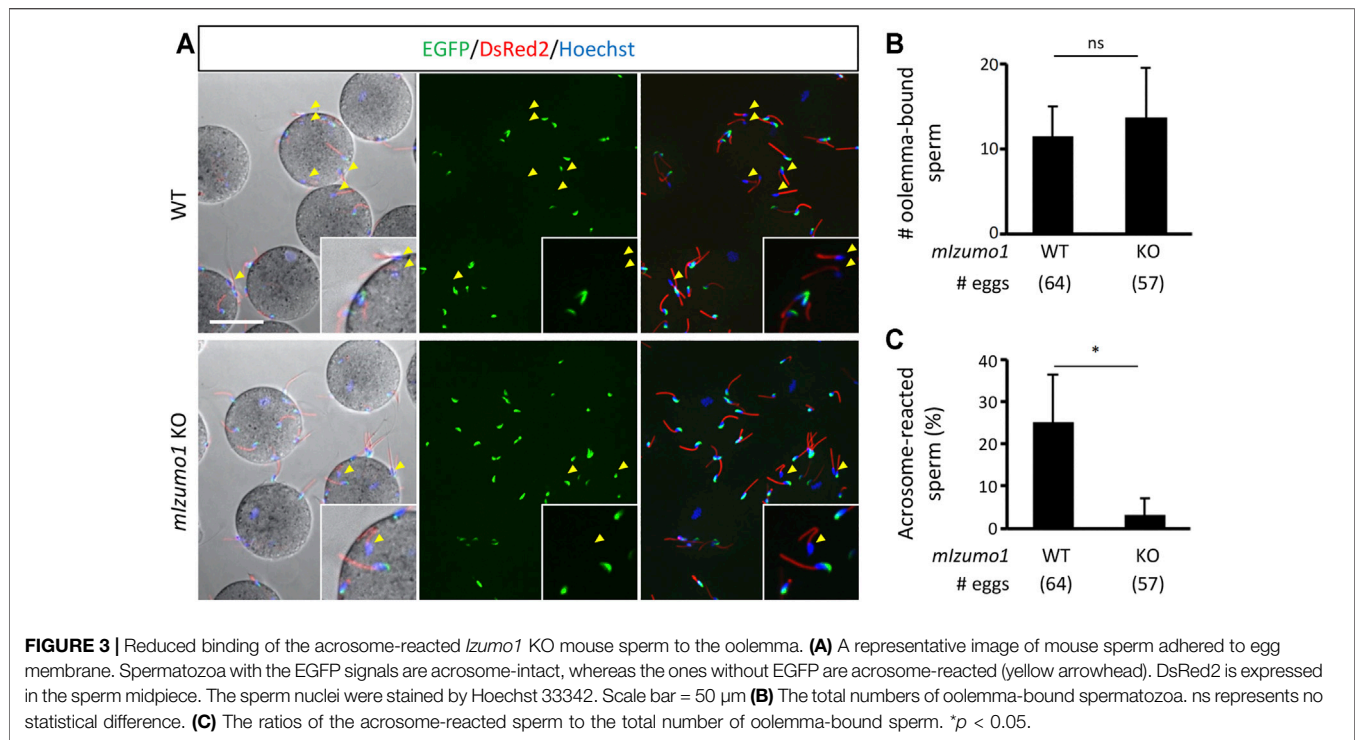 A
EGFP/DsRed2/Hoechst
WT
mIzumo1 KO
B
ns
# oolemma-bound
sperm
20
10
0
mIzumo1 WT KO
# eggs (64) (57)
C
*
Acrosome-reacted
sperm (%)
40
30
20
10
0
mIzumo1 WT KO
# eggs (64) (57)
FIGURE 3 | Reduced binding of the acrosome-reacted Izumo1 KO mouse sperm to the oolemma. (A) A representative image of mouse sperm adhered to egg
membrane. Spermatozoa with the EGFP signals are acrosome-intact, whereas the ones without EGFP are acrosome-reacted (yellow arrowhead). DsRed2 is expressed
in the sperm midpiece. The sperm nuclei were stained by Hoechst 33342. Scale bar = 50 µm (B) The total numbers of oolemma-bound spermatozoa. ns represents no
statistical difference. (C) The ratios of the acrosome-reacted sperm to the total number of oolemma-bound sperm. *p < 0.05.